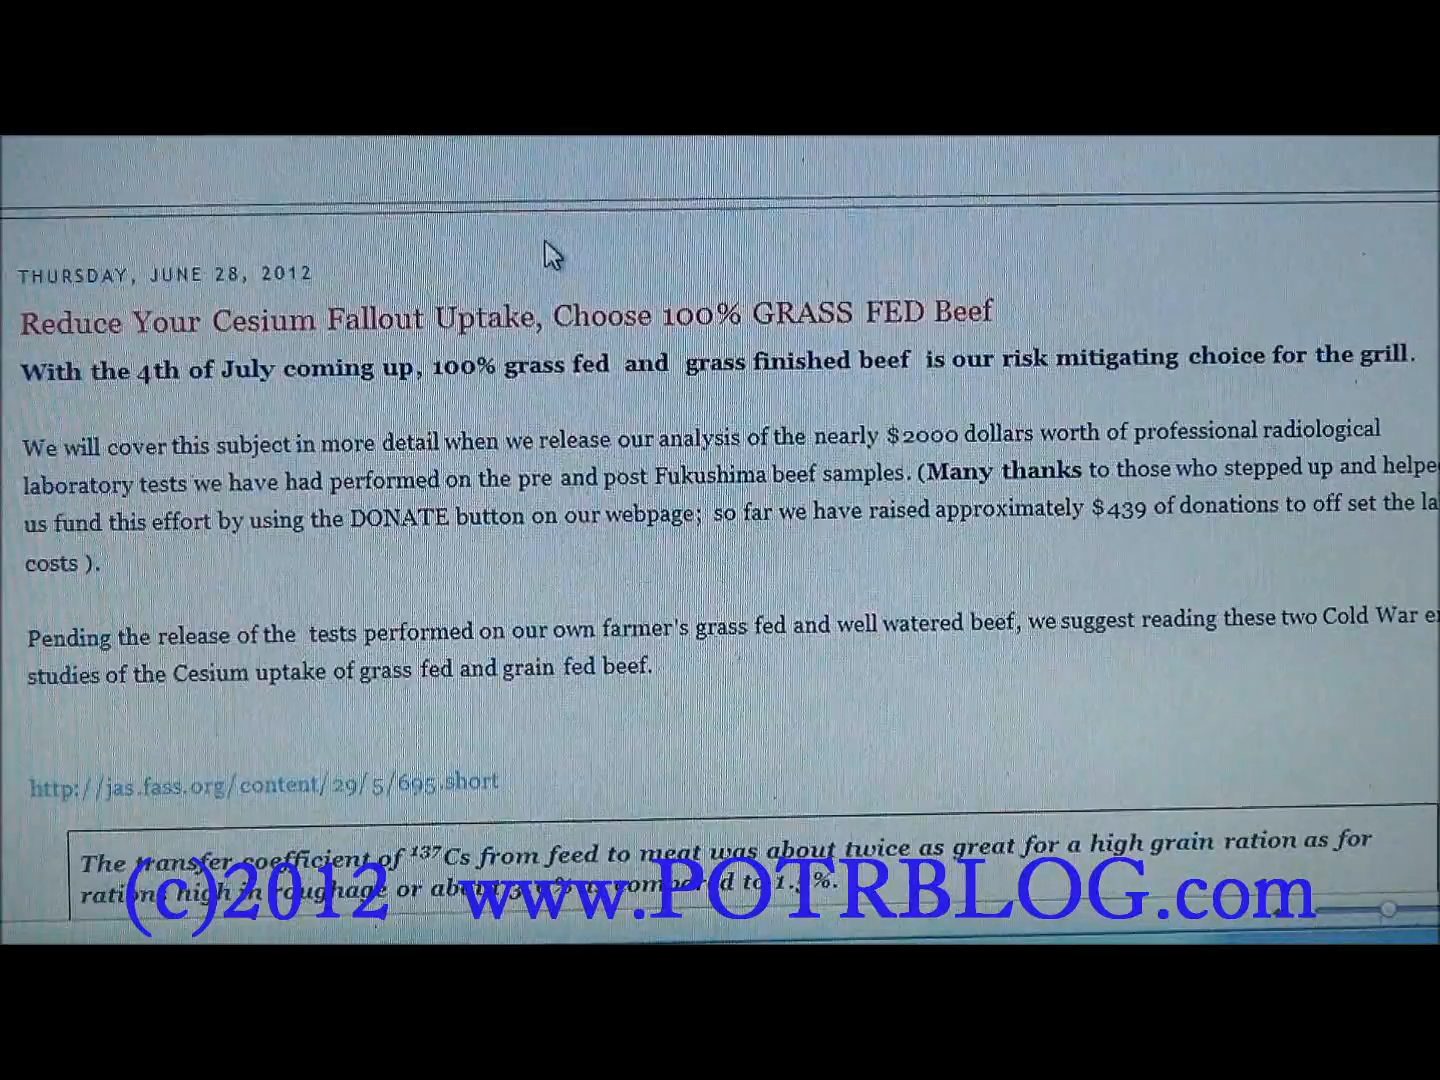 THURSDAY, JUNE 28, 2012
Reduce Your Cesium Fallout Uptake, Choose 100% GRASS FED Beef
With the 4th of July coming up, 100% grass fed and grass finished beef is our risk mitigating choice for the grill.
We will cover this subject in more detail when we release our analysis of the nearly $2000 dollars worth of professional radiological
laboratory tests we have had performed on the pre and post Fukushima beef samples. (Many thanks to those who stepped up and helpe
us fund this effort by using the DONATE button on our webpage; so far we have raised approximately $439 of donations to off set the la
costs ).
Pending the release of the tests performed on our own farmer's grass fed and well watered beef, we suggest reading these two Cold War e
studies of the Cesium uptake of grass fed and grain fed beef.
http://jas.fass.org/content/29/5/695.short
The transfer coefficient of 137Cs from feed to meat was about twice as great for a high grain ration as for
ration high in roughage or about compared to
(c)2012 www.POTRBLOG.com